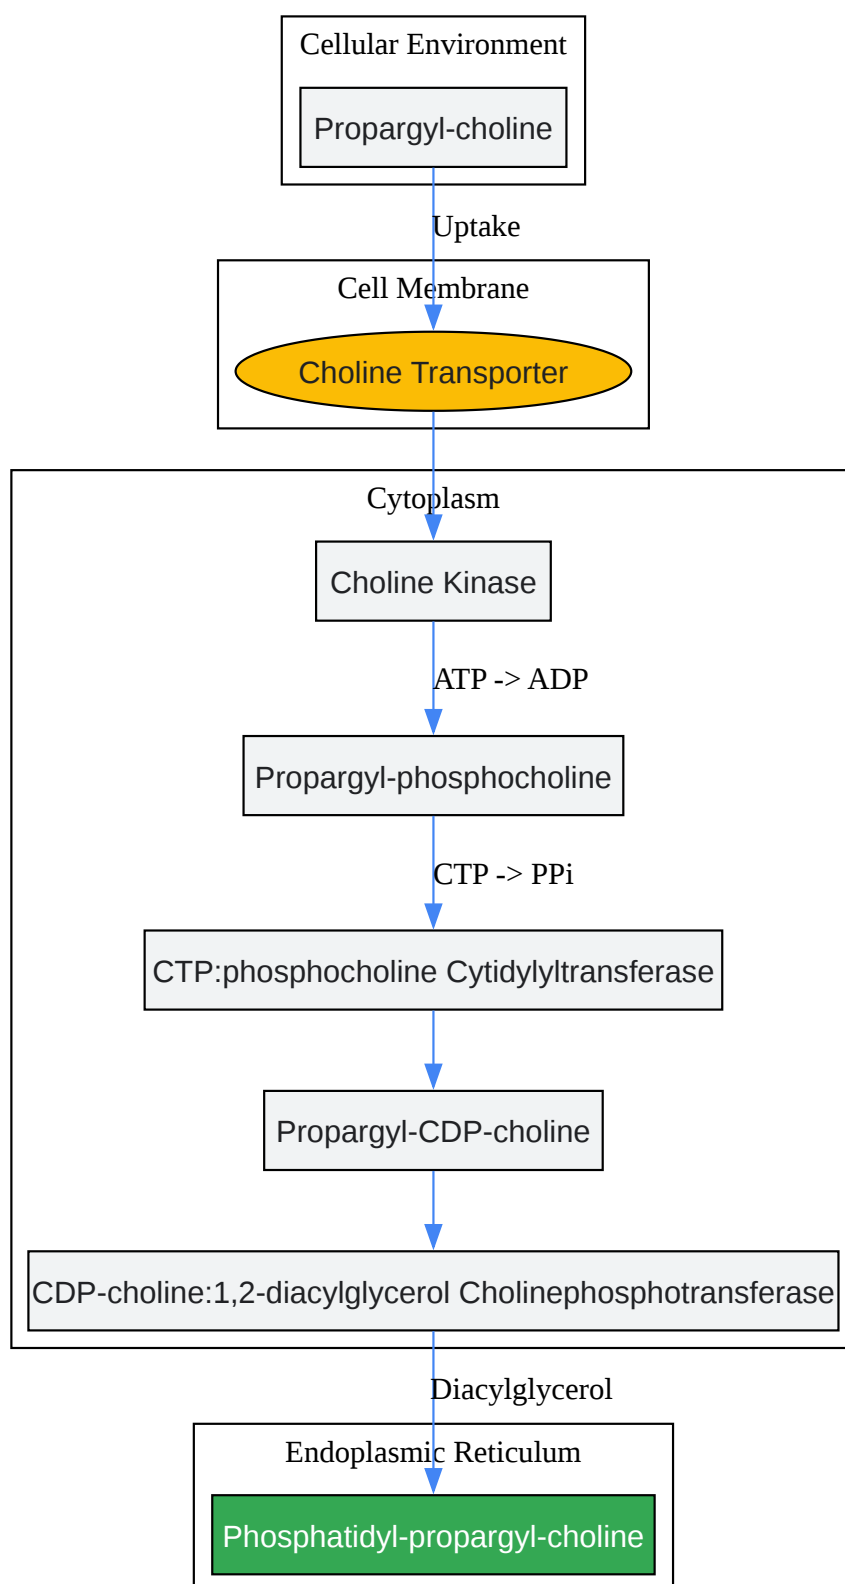 Cellular Environment
Propargyl-choline
Uptake
Cell Membrane
Choline Transporter
Cytoplasm
Choline Kinase
ATP -> ADP
Propargyl-phosphocholine
CTP -> PPi
CTP:phosphocholine Cytidylyltransferase
Propargyl-CDP-choline
CDP-choline:1,2-diacylglycerol Cholinephosphotransferase
Diacylglycerol
Endoplasmic Reticulum
Phosphatidyl-propargyl-choline